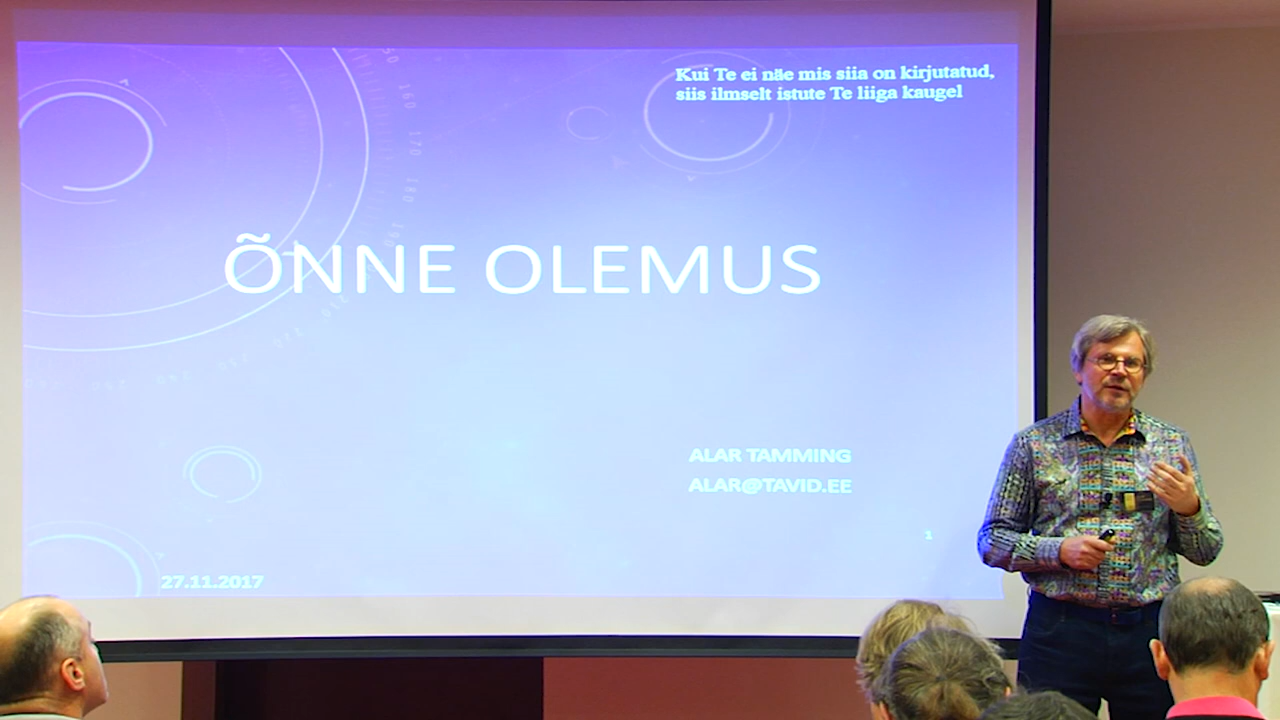 Kui Te ei näe mis siia on kirjutatud,
siis ilmselt istute Te liiga kaugel
ÕNNE OLEMUS
ALAR TAMMING
ALAR@TAVID.EE
1
27.11.2017